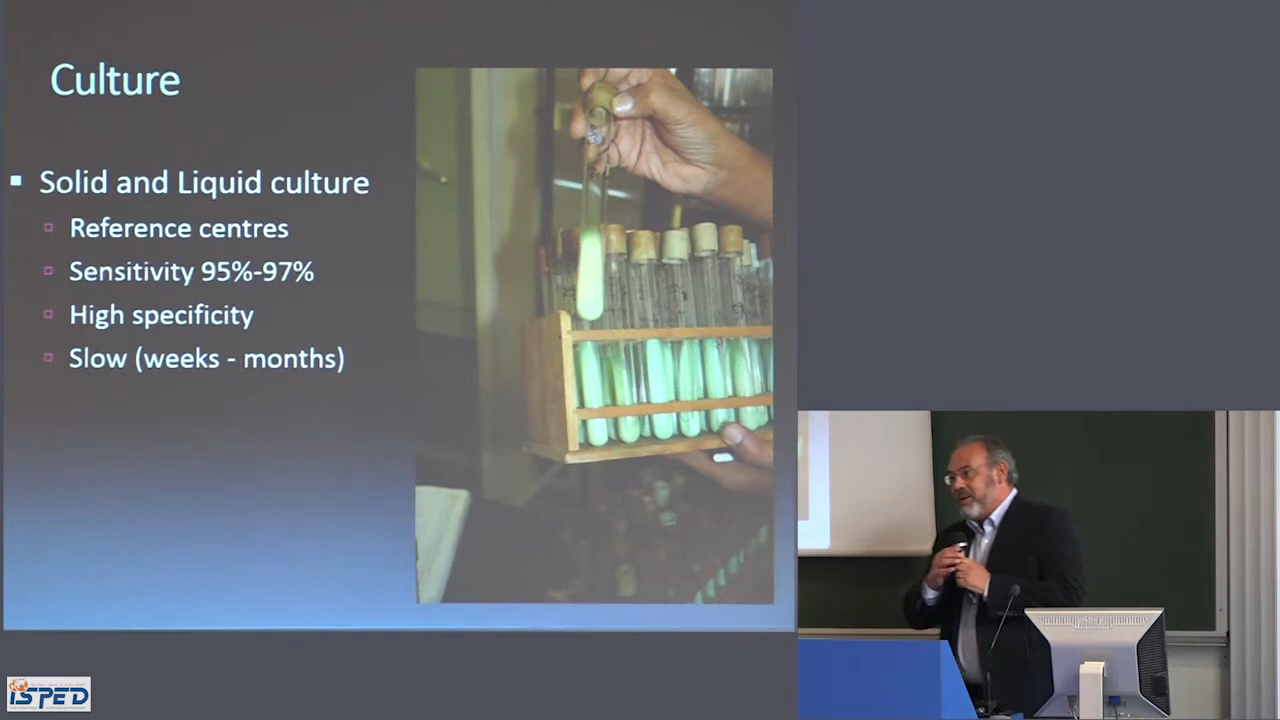 Culture
Solid and Liquid culture
Reference centres
Sensitivity 95%-97%
High specificity
Slow (weeks - months)
ISPED